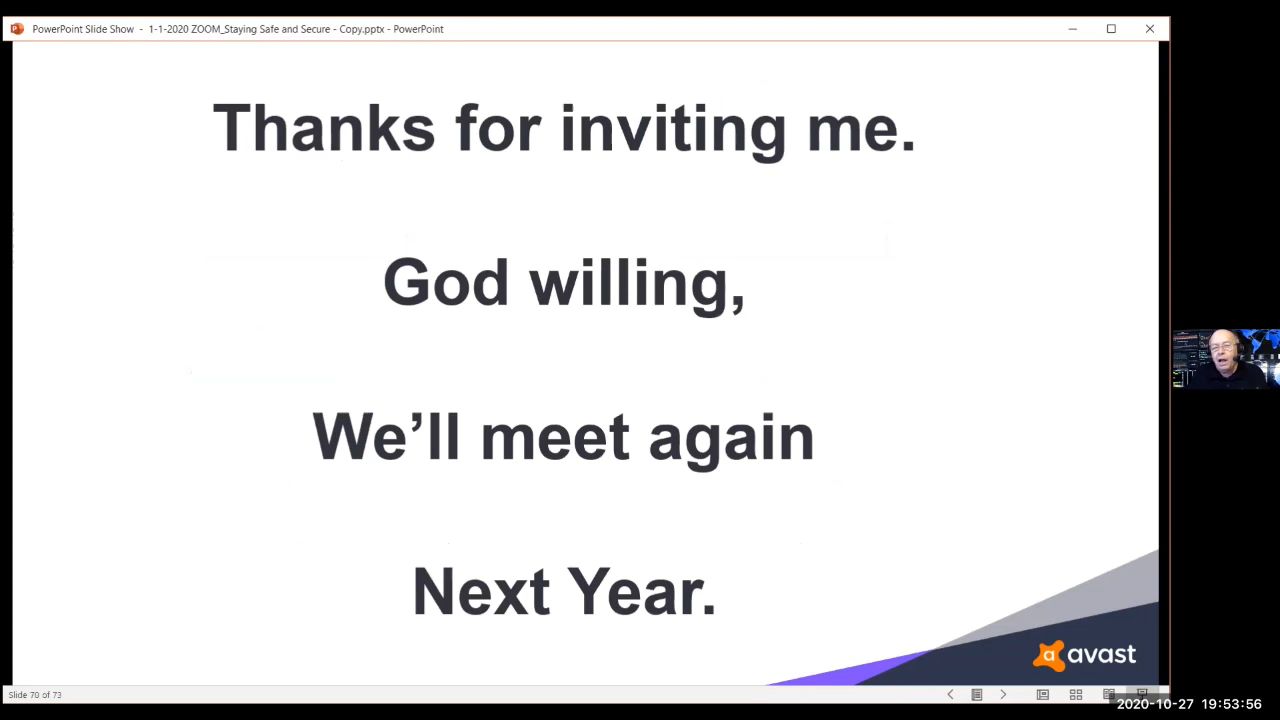 PowerPoint Slide Show - 1-1-2020 ZOOM_Staying Safe and Secure - Copy.pptx - PowerPoint
Thanks for inviting me.
God willing,
We’ll meet again
Next Year.
avast
Slide 70 of 73
2020-10-27 19:53:56